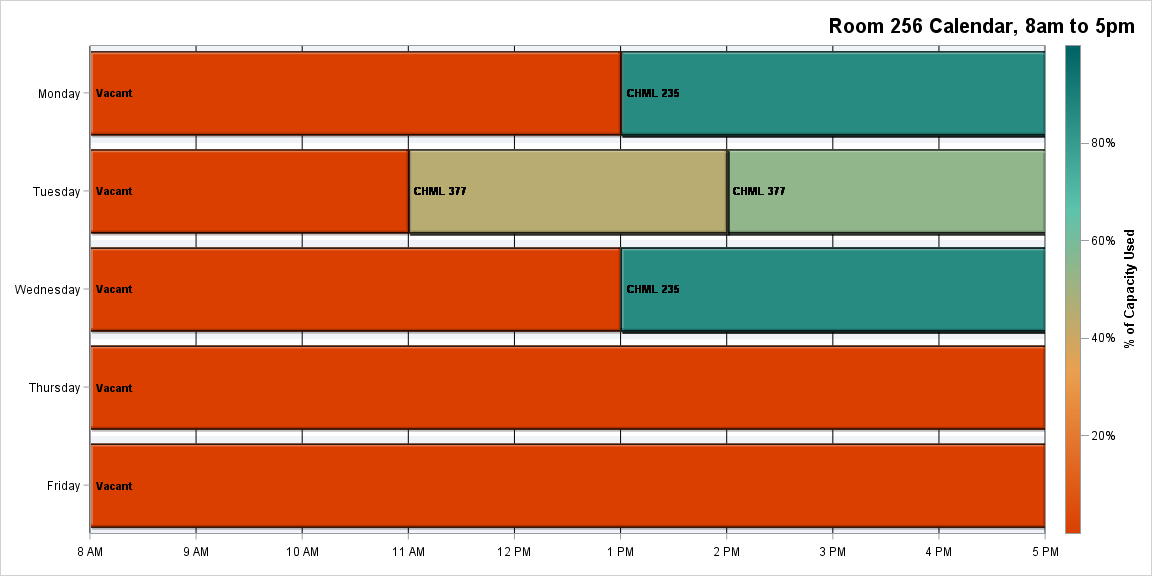 Room 256 Calendar, 8am to 5pm
Monday
Vacant
CHML 235
Tuesday
Vacant
CHML 377
CHML 377
Wednesday
Vacant
CHML 235
Thursday
Vacant
Friday
Vacant
8 AM
9 AM
10 AM
11 AM
12 PM
1 PM
2 PM
3 PM
4 PM
5 PM
80%
60%
40%
20%
% of Capacity Used